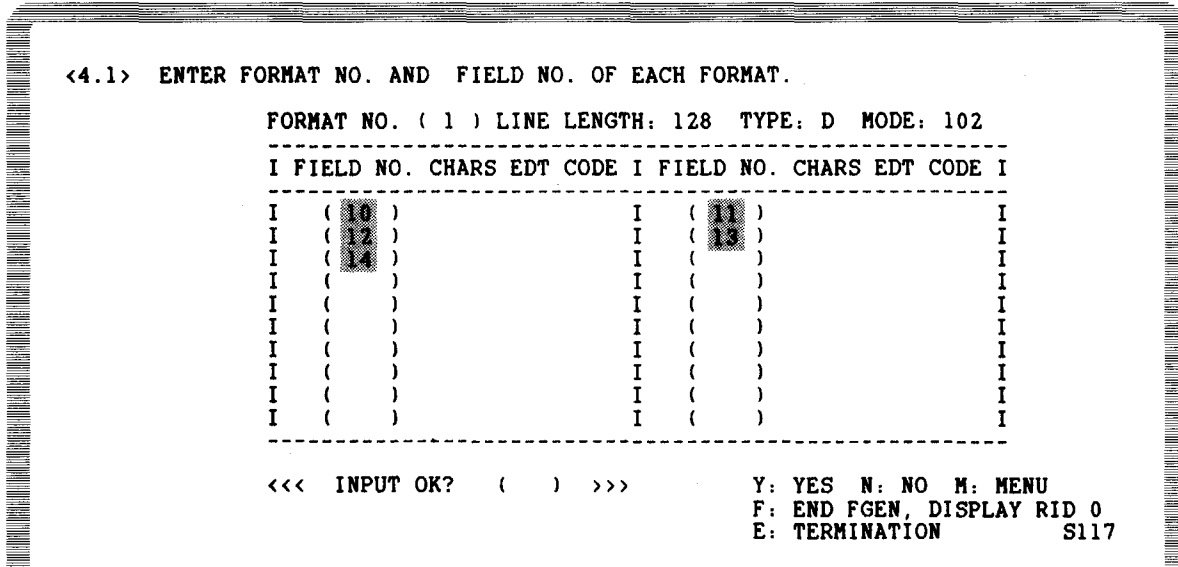 <4.1>  ENTER FORMAT NO. AND  FIELD NO. OF EACH FORMAT.
FORMAT NO. ( 1 ) LINE LENGTH: 128  TYPE: D  MODE: 102
------------------------------------------------------------
I FIELD NO. CHARS EDT CODE I FIELD NO. CHARS EDT CODE I
------------------------------------------------------------
I   ( 10 )                 I   ( 11 )                 I
I   ( 12 )                 I   ( 13 )                 I
I   ( 14 )                 I   (    )                 I
I   (    )                 I   (    )                 I
I   (    )                 I   (    )                 I
I   (    )                 I   (    )                 I
I   (    )                 I   (    )                 I
I   (    )                 I   (    )                 I
I   (    )                 I   (    )                 I
I   (    )                 I   (    )                 I
------------------------------------------------------------
<<<  INPUT OK?   (   )  >>>          Y: YES  N: NO  M: MENU
F: END FGEN, DISPLAY RID 0
E: TERMINATION          S117